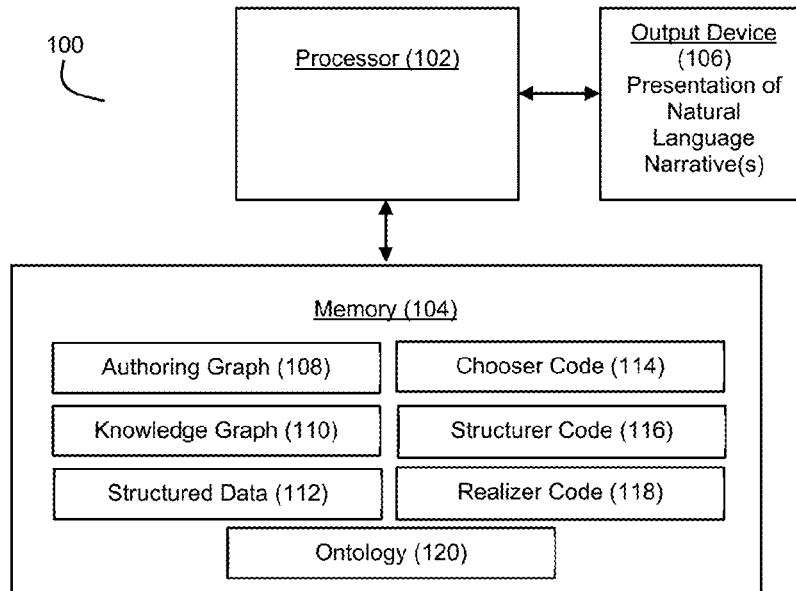 100
Processor (102)
Output Device
(106)
Presentation of
Natural
Language
Narrative(s)
Memory (104)
Authoring Graph (108)
Chooser Code (114)
Knowledge Graph (110)
Structurer Code (116)
Structured Data (112)
Realizer Code (118)
Ontology (120)